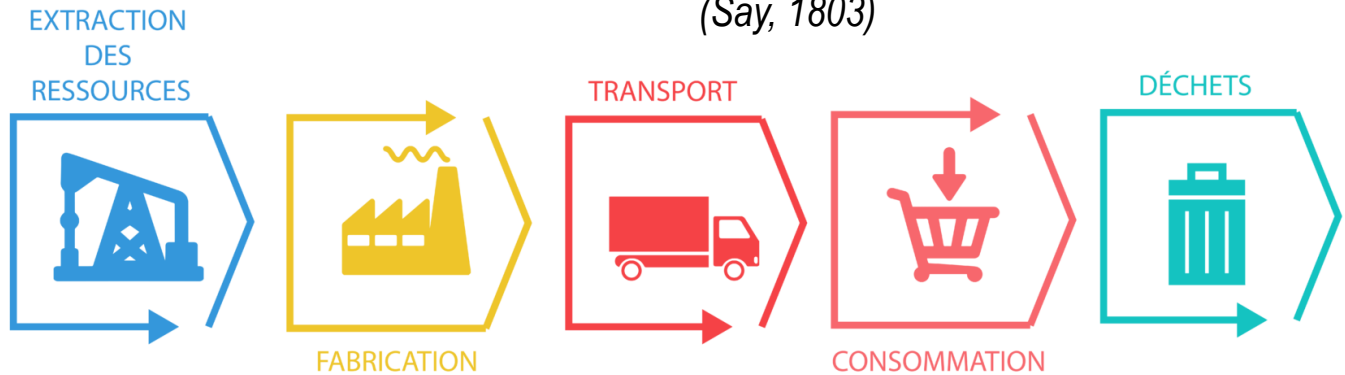 (Say, 1803)
EXTRACTION
DES
RESSOURCES
FABRICATION
TRANSPORT
CONSOMMATION
DÉCHETS